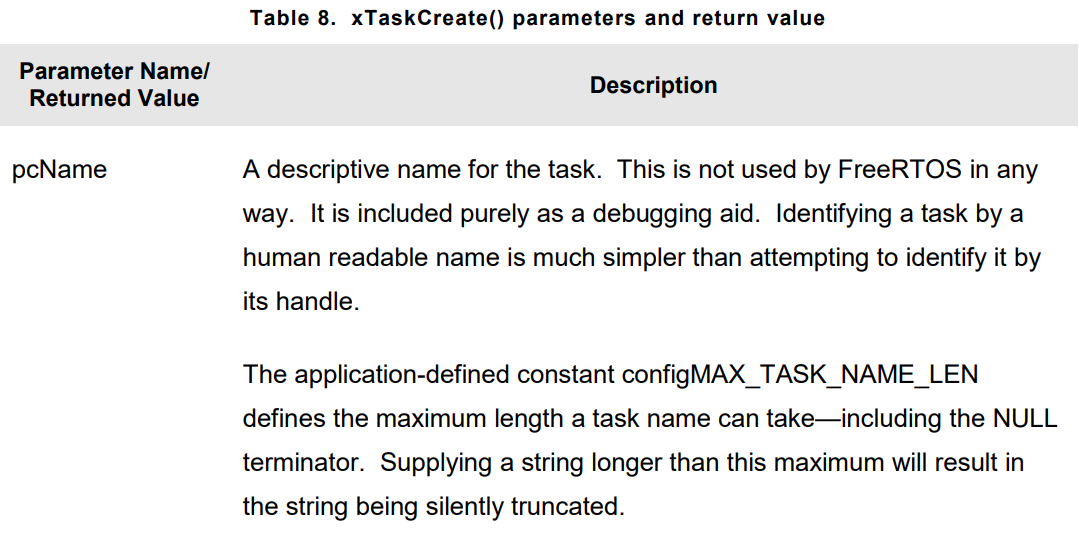 Table 8. xTaskCreate() parameters and return value
Parameter Name/
Returned Value
Description
pcName
A descriptive name for the task. This is not used by FreeRTOS in any
way. It is included purely as a debugging aid. Identifying a task by a
human readable name is much simpler than attempting to identify it by
its handle.
The application-defined constant configMAX_TASK_NAME_LEN
defines the maximum length a task name can take—including the NULL
terminator. Supplying a string longer than this maximum will result in
the string being silently truncated.